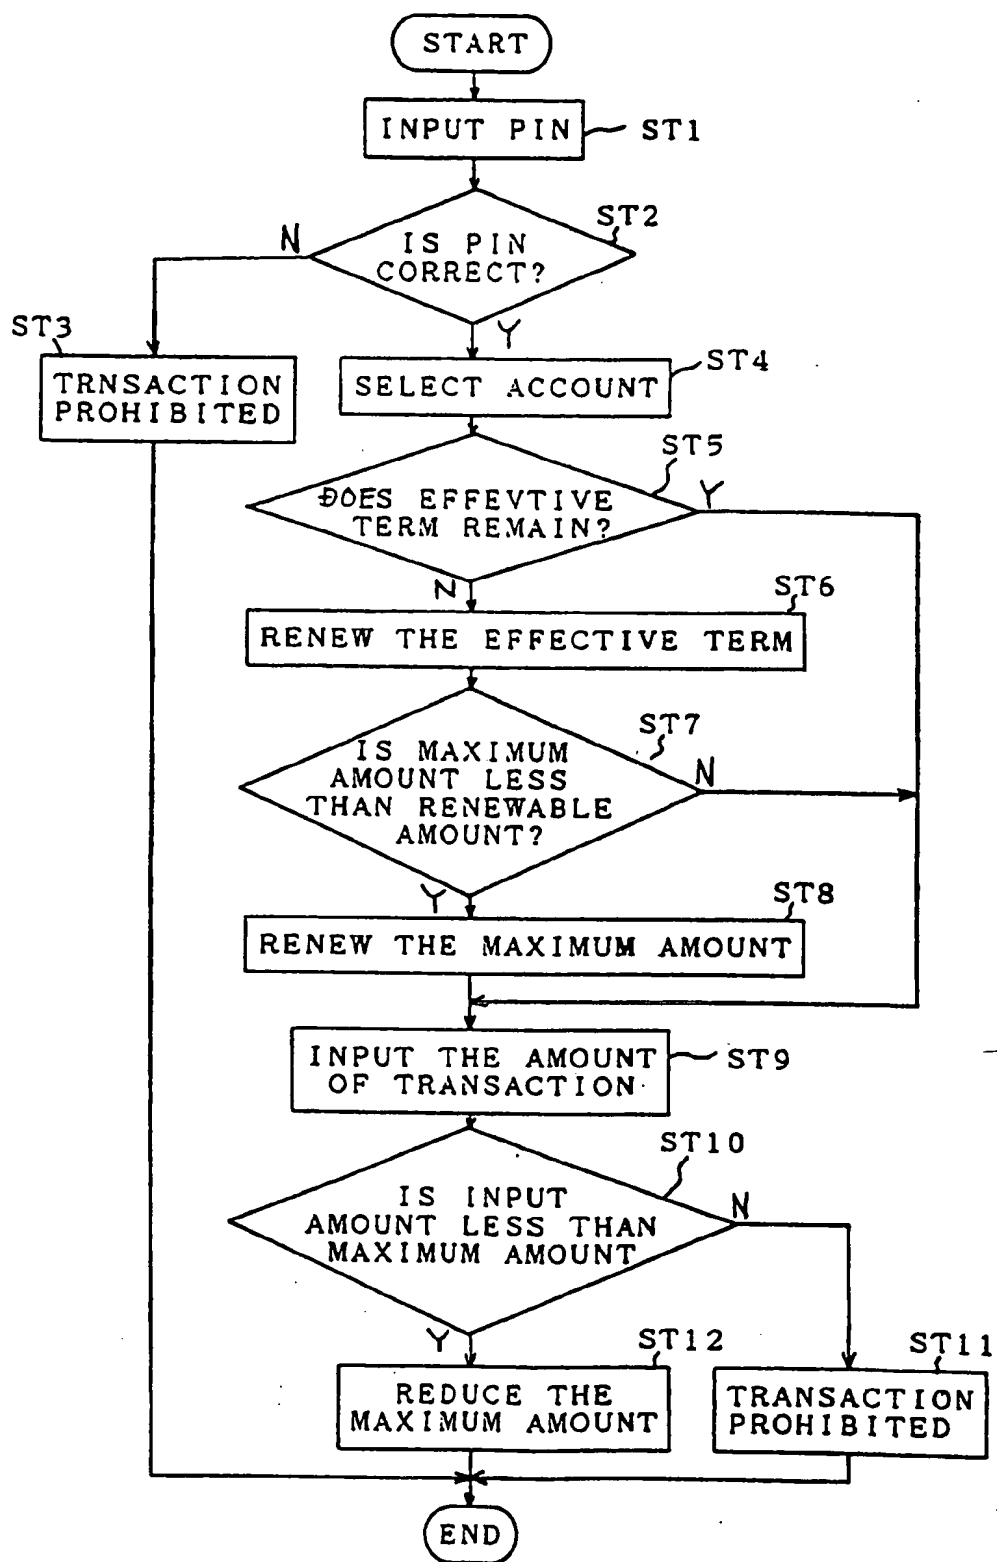 START
INPUT PIN
ST1
ST2
N
IS PIN
CORRECT?
Y
ST3
TRNSACTION
PROHIBITED
ST4
SELECT ACCOUNT
ST5
Y
DOES EFFEVTIVE
TERM REMAIN?
N
ST6
RENEW THE EFFECTIVE TERM
ST7
N
IS MAXIMUM
AMOUNT LESS
THAN RENEWABLE
AMOUNT?
Y
ST8
RENEW THE MAXIMUM AMOUNT
INPUT THE AMOUNT
OF TRANSACTION
ST9
ST10
N
IS INPUT
AMOUNT LESS THAN
MAXIMUM AMOUNT
Y
ST12
REDUCE THE
MAXIMUM AMOUNT
ST11
TRANSACTION
PROHIBITED
END